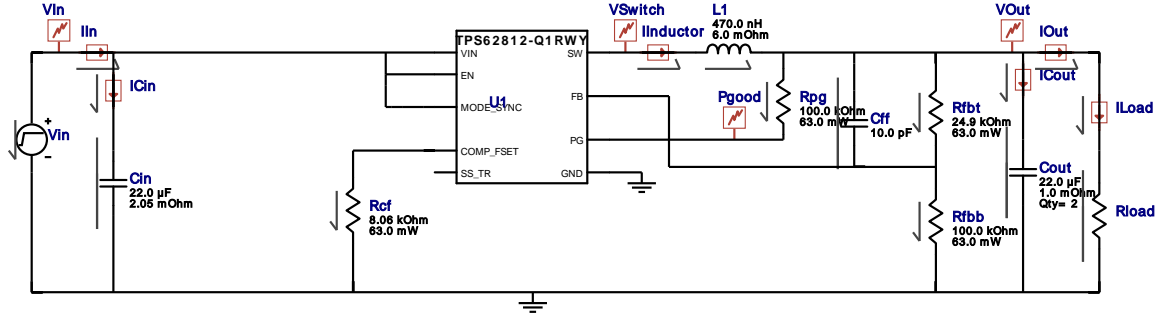 VIn
IIn
ICin
Vin
+
−
Cin
22.0 µF
2.05 mOhm
Rcf
8.06 kOhm
63.0 mW
TPS62812-Q1RWY
VIN
EN
MODE_SYNC
U1
COMP_FSET
SS_TR
SW
FB
PG
GND
VSwitch
IInductor
L1
470.0 nH
6.0 mOhm
Pgood
Rpg
100.0 kOhm
63.0 mW
Cff
10.0 pF
Rfbt
24.9 kOhm
63.0 mW
Rfbb
100.0 kOhm
63.0 mW
VOut
IOut
ICout
Cout
22.0 µF
1.0 mOhm
Qty= 2
ILoad
Rload